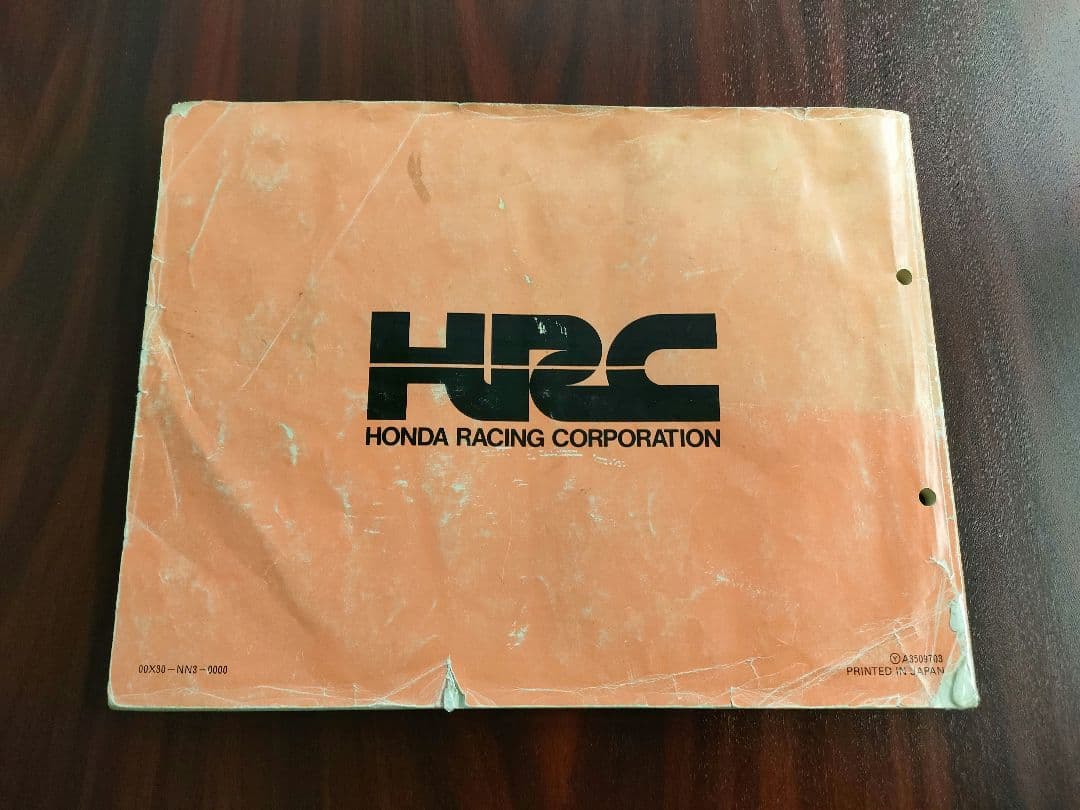 HRC
HONDA RACING CORPORATION
00X30-NN3-0000
Ⓨ A3509703
PRINTED IN JAPAN